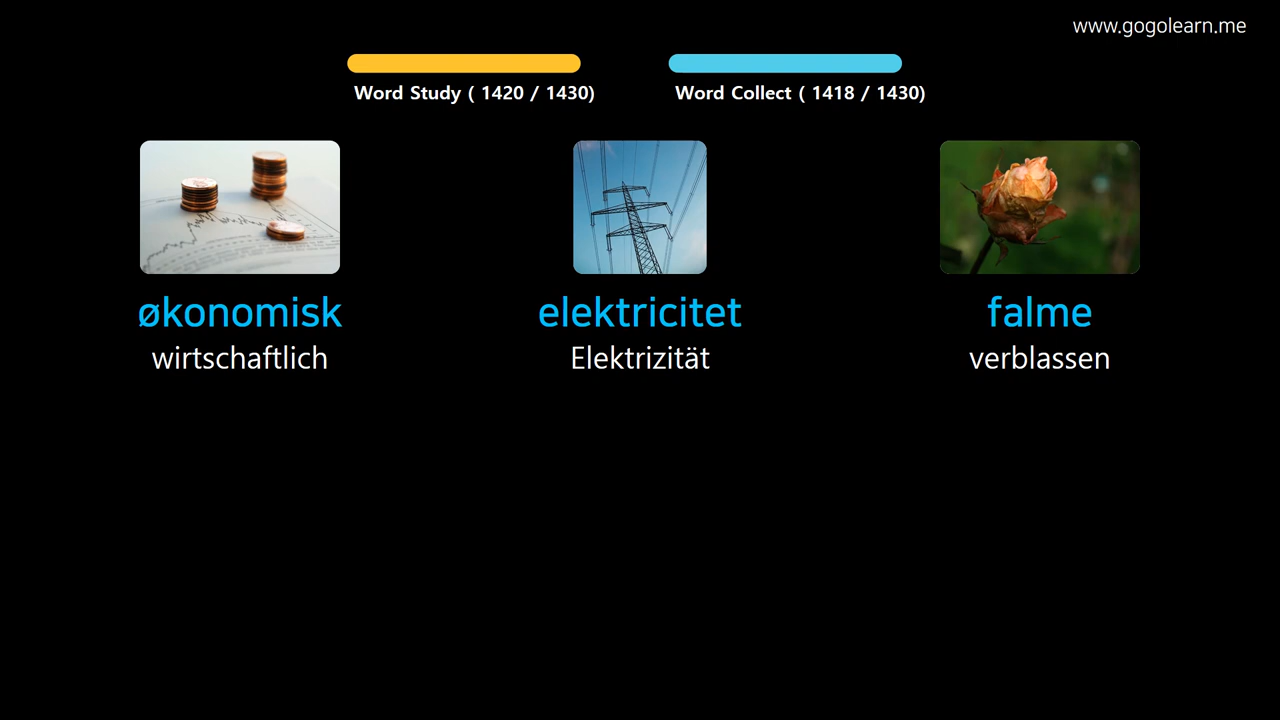 www.gogolearn.me
Word Study ( 1420 / 1430)
Word Collect ( 1418 / 1430)
økonomisk
wirtschaftlich
elektricitet
Elektrizität
falme
verblassen